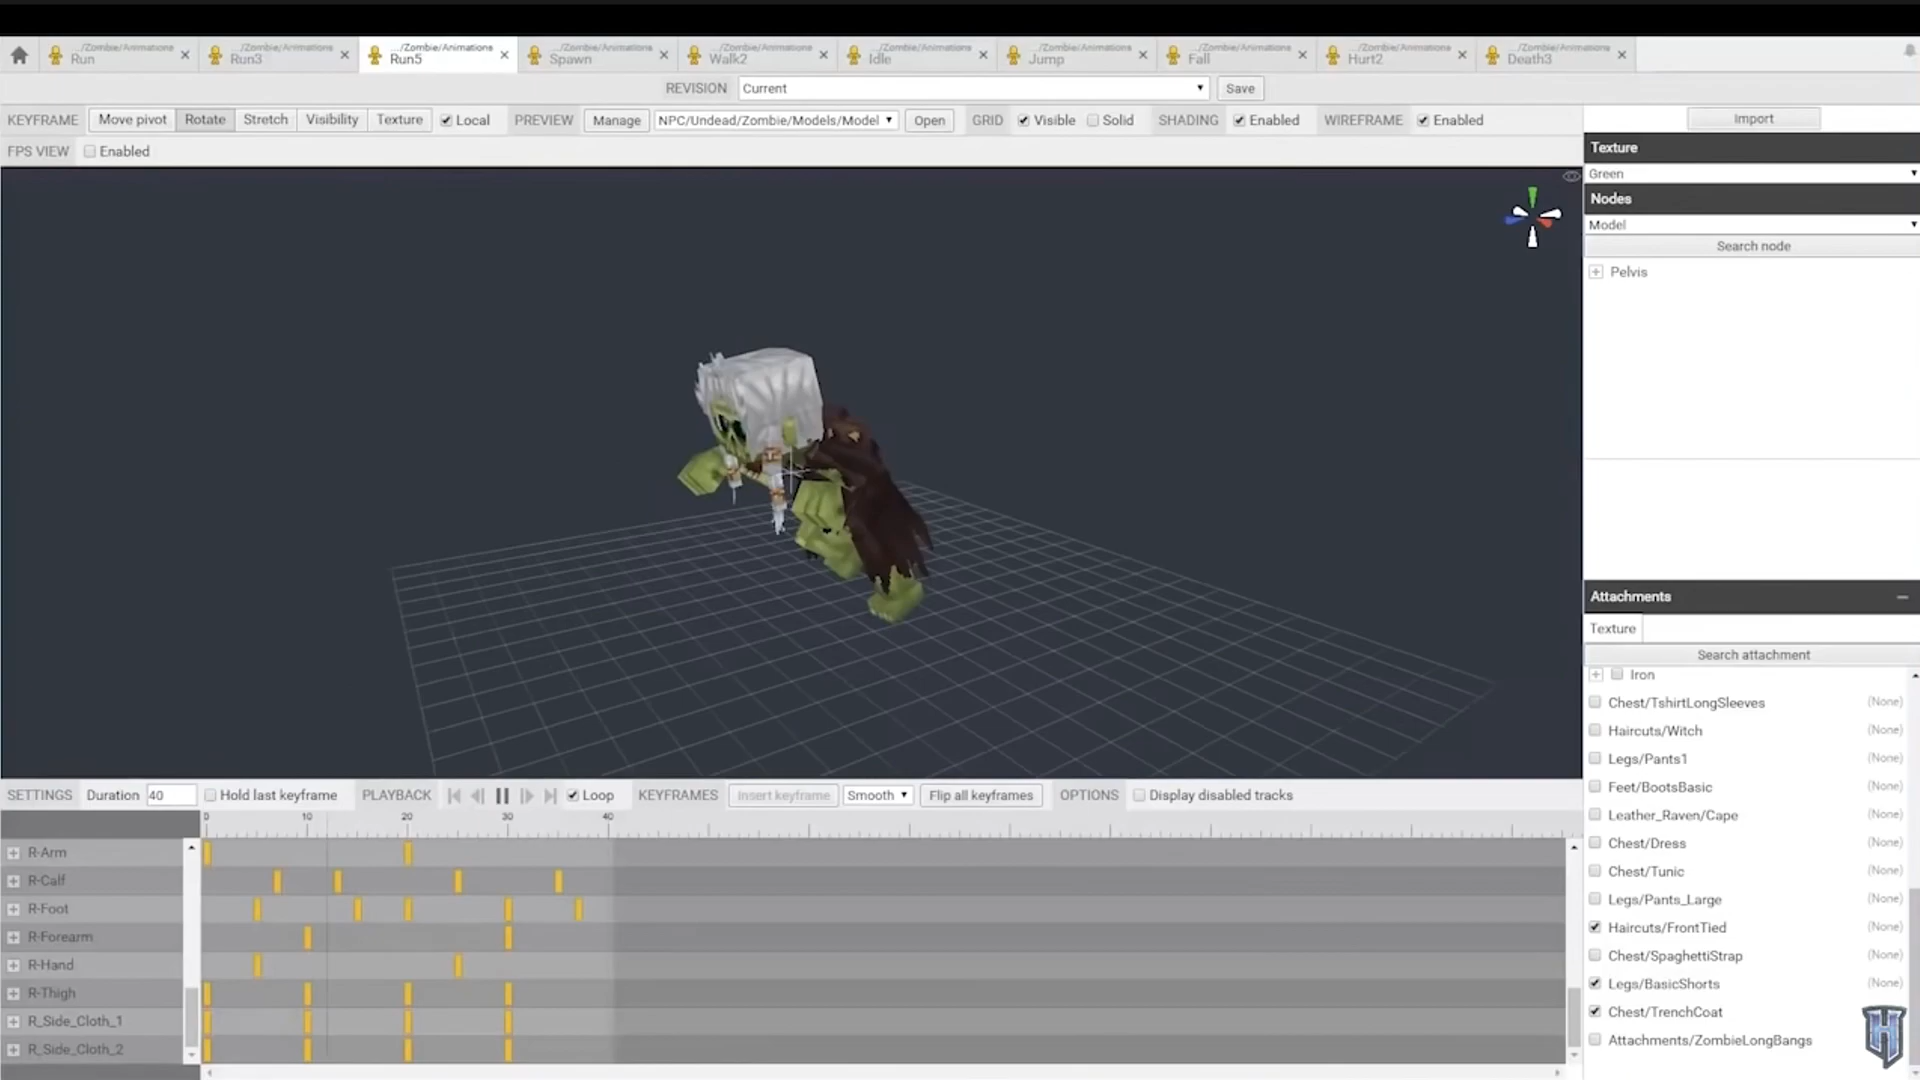 .../Zombie/Animations
Run
.../Zombie/Animations
Run3
.../Zombie/Animations
Run5
.../Zombie/Animations
Spawn
.../Zombie/Animations
Walk2
.../Zombie/Animations
Idle
.../Zombie/Animations
Jump
.../Zombie/Animations
Fall
.../Zombie/Animations
Hurt2
.../Zombie/Animations
Death3
REVISION Current Save
KEYFRAME Move pivot Rotate Stretch Visibility Texture Local PREVIEW Manage NPC/Undead/Zombie/Models/Model Open GRID Visible Solid SHADING Enabled WIREFRAME Enabled
FPS VIEW Enabled
Import
Texture
Green
Nodes
Model
Search node
Pelvis
Attachments
Texture
Search attachment
Iron
Chest/TshirtLongSleeves (None)
Haircuts/Witch (None)
Legs/Pants1 (None)
Feet/BootsBasic (None)
Leather_Raven/Cape (None)
Chest/Dress (None)
Chest/Tunic (None)
Legs/Pants_Large (None)
Haircuts/FrontTied (None)
Chest/SpaghettiStrap (None)
Legs/BasicShorts (None)
Chest/TrenchCoat
Attachments/ZombieLongBangs
SETTINGS Duration 40 Hold last keyframe PLAYBACK Loop KEYFRAMES Insert keyframe Smooth Flip all keyframes OPTIONS Display disabled tracks
0 10 20 30 40
R-Arm
R-Calf
R-Foot
R-Forearm
R-Hand
R-Thigh
R_Side_Cloth_1
R_Side_Cloth_2